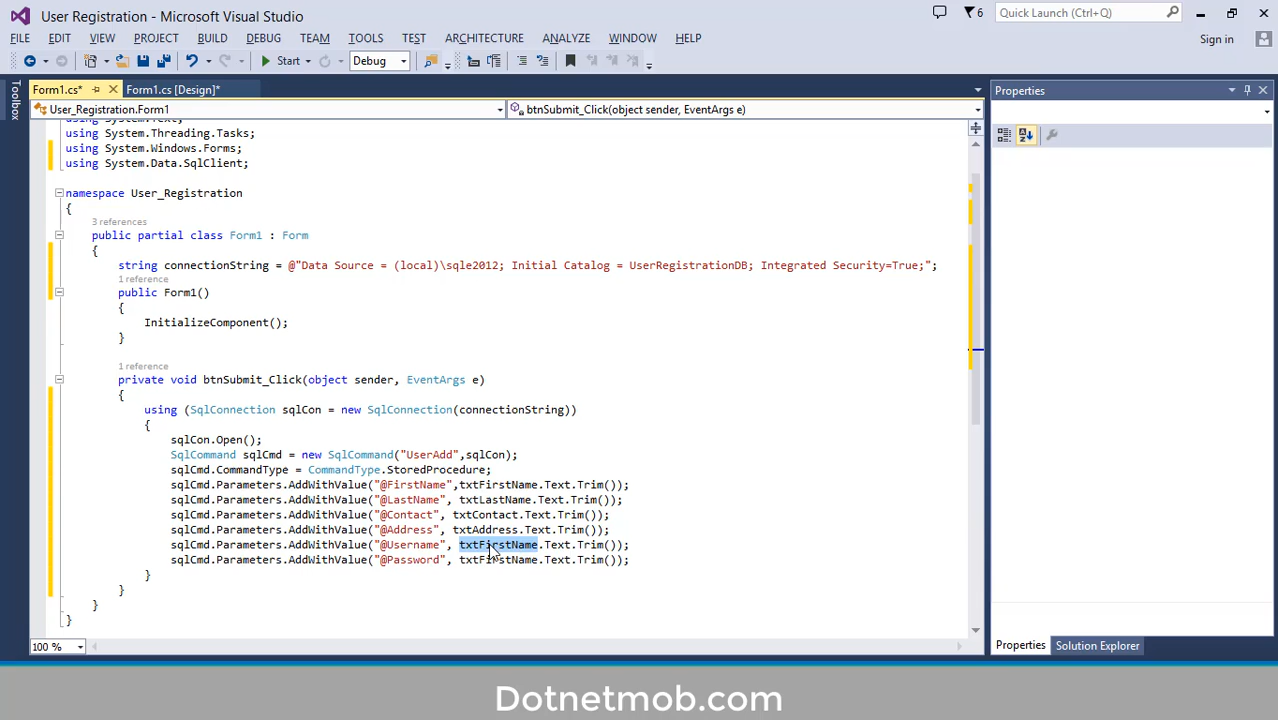 User Registration - Microsoft Visual Studio
6
Quick Launch (Ctrl+Q)
FILE EDIT VIEW PROJECT BUILD DEBUG TEAM TOOLS TEST ARCHITECTURE ANALYZE WINDOW HELP
Sign in
Start Debug
Toolbox
Form1.cs* Form1.cs [Design]*
User_Registration.Form1 btnSubmit_Click(object sender, EventArgs e)
using System.Text;
using System.Threading.Tasks;
using System.Windows.Forms;
using System.Data.SqlClient;
namespace User_Registration
{
3 references
public partial class Form1 : Form
{
string connectionString = @"Data Source = (local)\sqle2012; Initial Catalog = UserRegistrationDB; Integrated Security=True;";
1 reference
public Form1()
{
InitializeComponent();
}
1 reference
private void btnSubmit_Click(object sender, EventArgs e)
{
using (SqlConnection sqlCon = new SqlConnection(connectionString))
{
sqlCon.Open();
SqlCommand sqlCmd = new SqlCommand("UserAdd",sqlCon);
sqlCmd.CommandType = CommandType.StoredProcedure;
sqlCmd.Parameters.AddWithValue("@FirstName",txtFirstName.Text.Trim());
sqlCmd.Parameters.AddWithValue("@LastName", txtLastName.Text.Trim());
sqlCmd.Parameters.AddWithValue("@Contact", txtContact.Text.Trim());
sqlCmd.Parameters.AddWithValue("@Address", txtAddress.Text.Trim());
sqlCmd.Parameters.AddWithValue("@Username", txtFirstName.Text.Trim());
sqlCmd.Parameters.AddWithValue("@Password", txtFirstName.Text.Trim());
}
}
}
}
100 %
Properties
Properties Solution Explorer
Dotnetmob.com